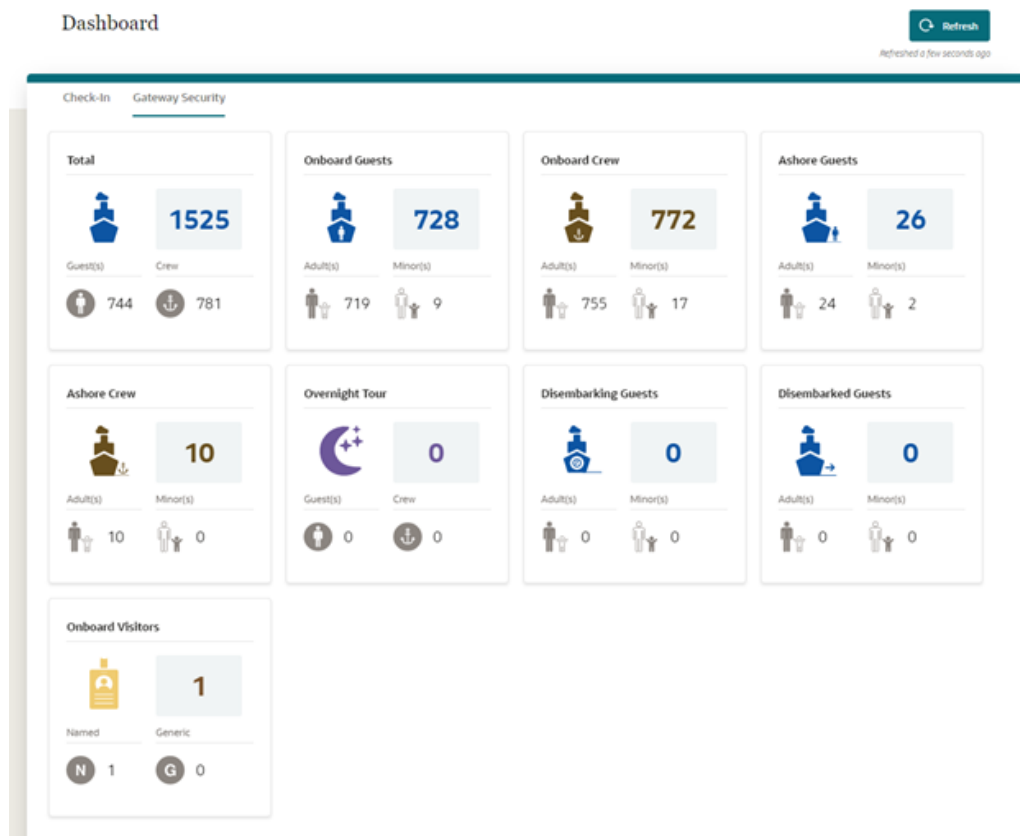 Dashboard
Refresh
Refreshed a few seconds ago
Check-In Gateway Security
Total
1525
Guest(s) Crew
744 781
Onboard Guests
728
Adult(s) Minor(s)
719 9
Onboard Crew
772
Adult(s) Minor(s)
755 17
Ashore Guests
26
Adult(s) Minor(s)
24 2
Ashore Crew
10
Adult(s) Minor(s)
10 0
Overnight Tour
0
Guest(s) Crew
0 0
Disembarking Guests
0
Adult(s) Minor(s)
0 0
Disembarked Guests
0
Adult(s) Minor(s)
0 0
Onboard Visitors
1
Named Generic
N 1 G 0